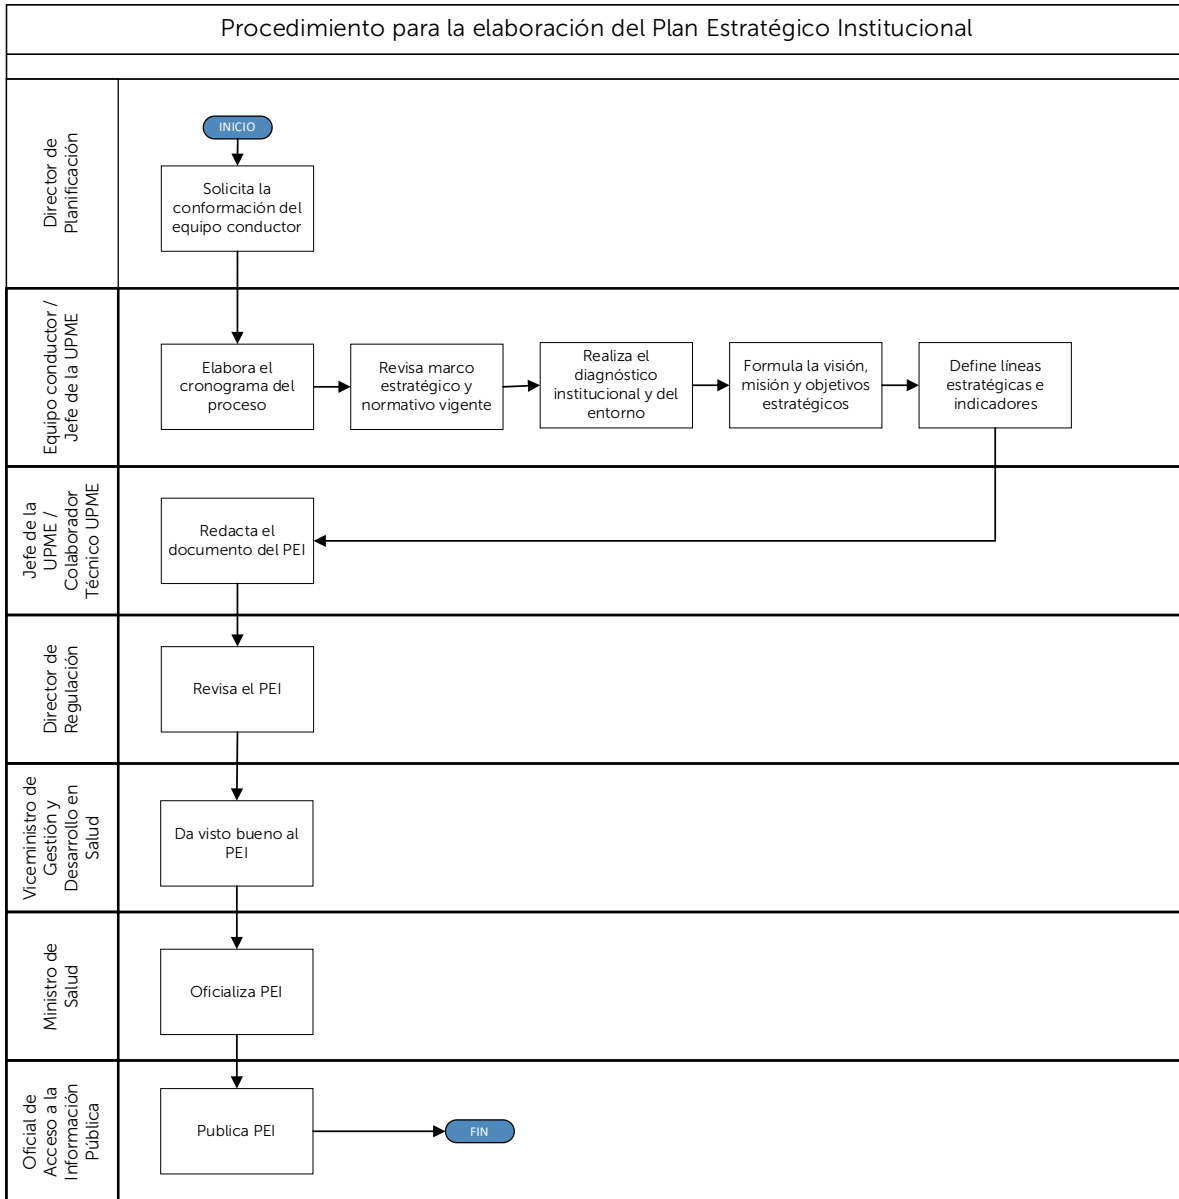 Procedimiento para la elaboración del Plan Estratégico Institucional
Director de
Planificación
INICIO
Solicita la
conformación del
equipo conductor
Equipo conductor /
Jefe de la UPME
Elabora el
cronograma del
proceso
Revisa marco
estratégico y
normativo vigente
Realiza el
diagnóstico
institucional y del
entorno
Formula la visión,
misión y objetivos
estratégicos
Define líneas
estratégicas e
indicadores
Jefe de la
UPME /
Colaborador
Técnico UPME
Redacta el
documento del PEI
Director de
Regulación
Revisa el PEI
Viceministro de
Gestión y
Desarrollo en
Salud
Da visto bueno al
PEI
Ministro de
Salud
Oficializa PEI
Oficial de
Acceso a la
Información
Pública
Publica PEI
FIN